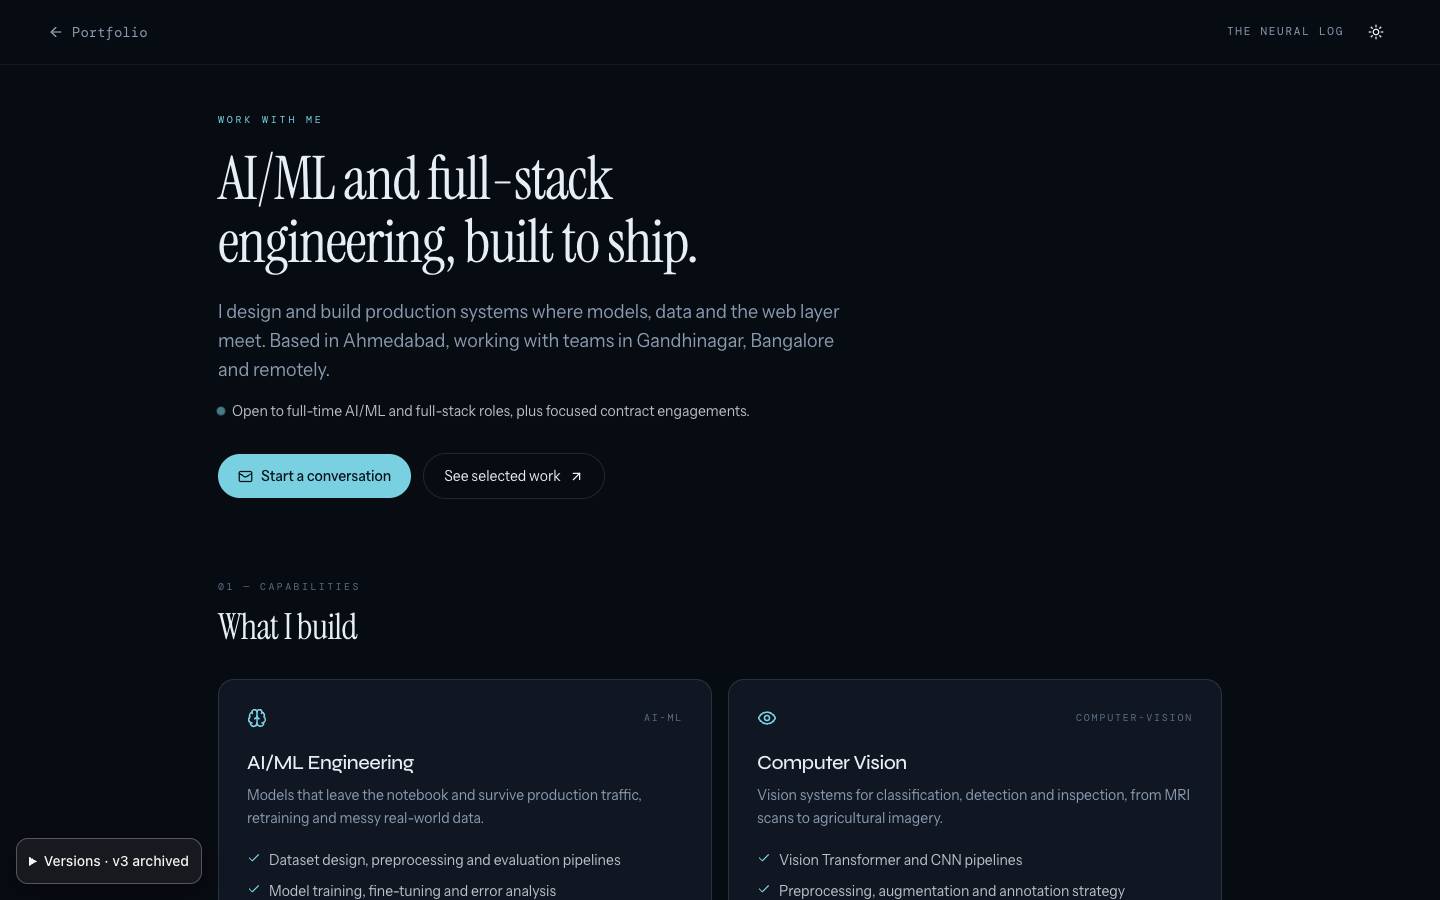 Portfolio
THE NEURAL LOG
WORK WITH ME
AI/ML and full-stack
engineering, built to ship.
I design and build production systems where models, data and the web layer
meet. Based in Ahmedabad, working with teams in Gandhinagar, Bangalore
and remotely.
Open to full-time AI/ML and full-stack roles, plus focused contract engagements.
Start a conversation
See selected work
01 — CAPABILITIES
What I build
AI-ML
AI/ML Engineering
Models that leave the notebook and survive production traffic,
retraining and messy real-world data.
Dataset design, preprocessing and evaluation pipelines
Model training, fine-tuning and error analysis
COMPUTER-VISION
Computer Vision
Vision systems for classification, detection and inspection, from MRI
scans to agricultural imagery.
Vision Transformer and CNN pipelines
Preprocessing, augmentation and annotation strategy
Versions · v3 archived